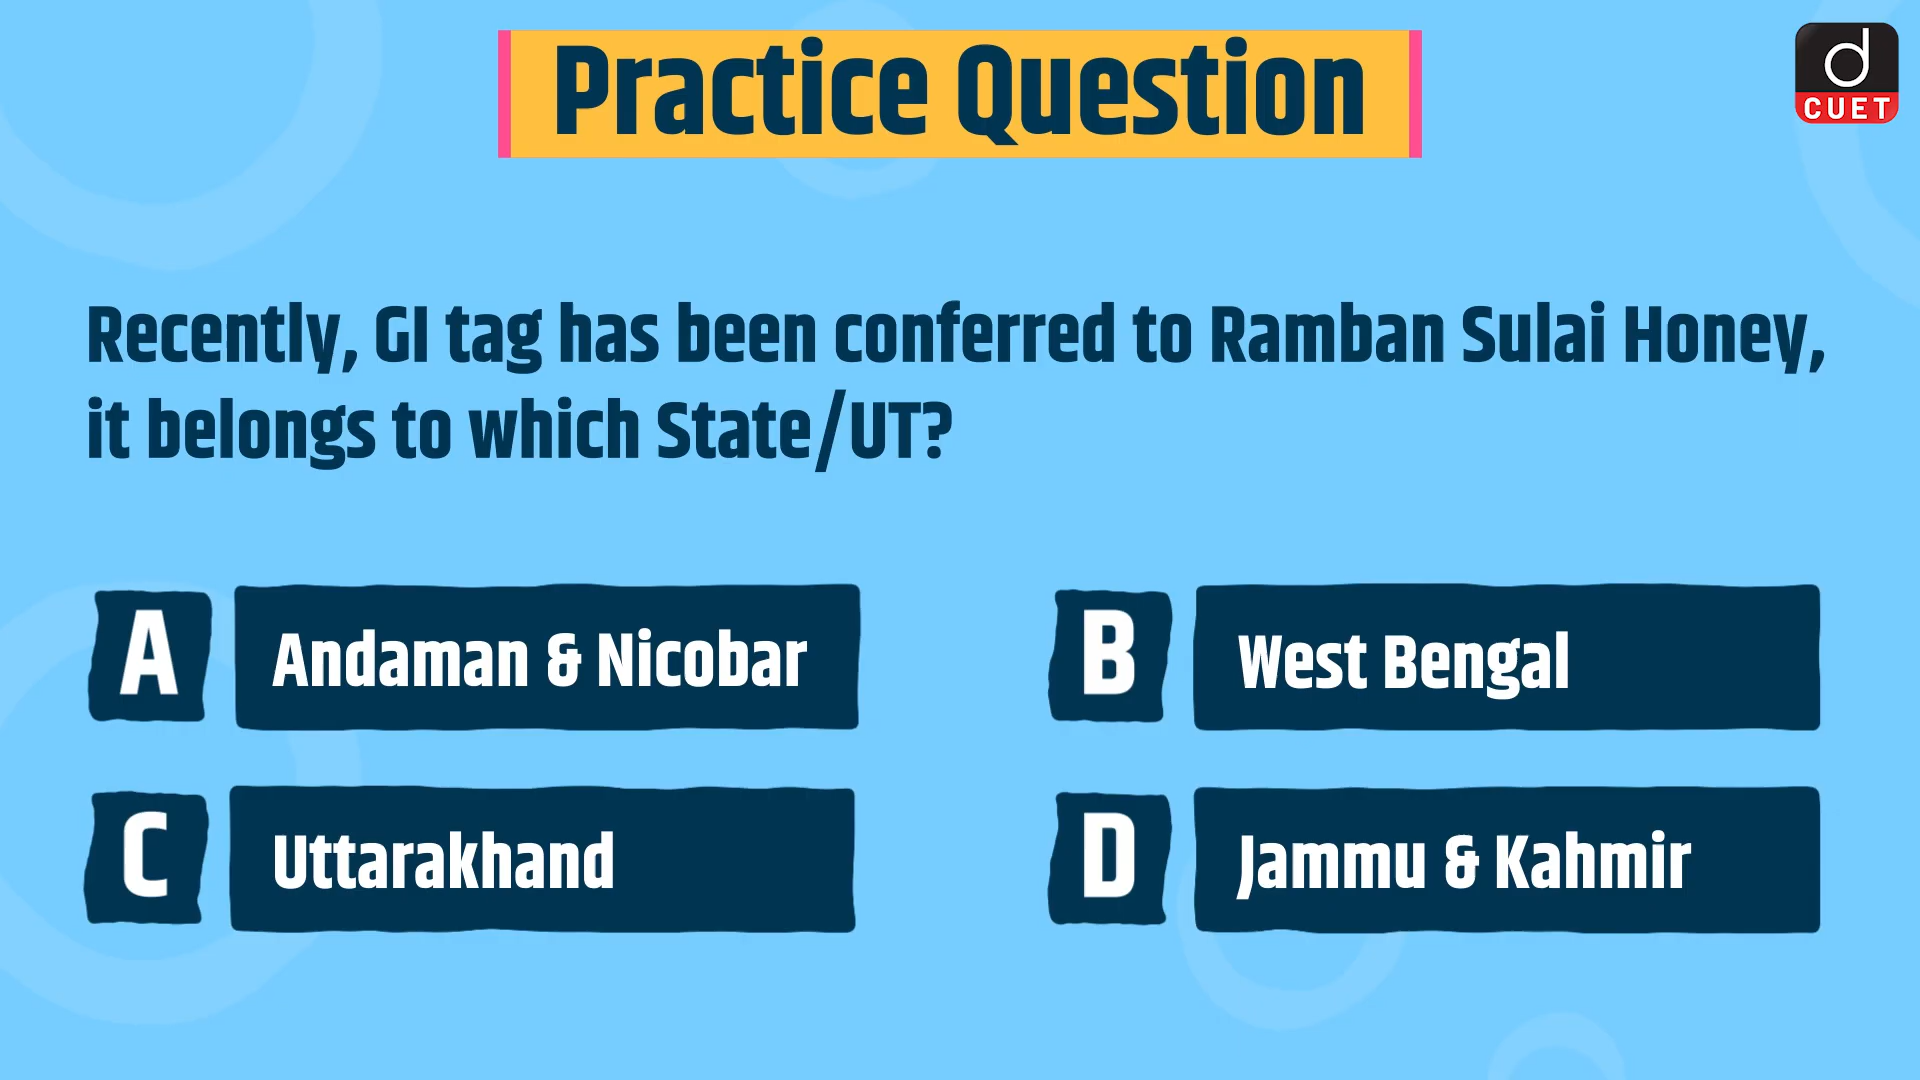 Practice Question
d
CUET
Recently, GI tag has been conferred to Ramban Sulai Honey,
it belongs to which State/UT?
A Andaman & Nicobar
B West Bengal
C Uttarakhand
D Jammu & Kahmir